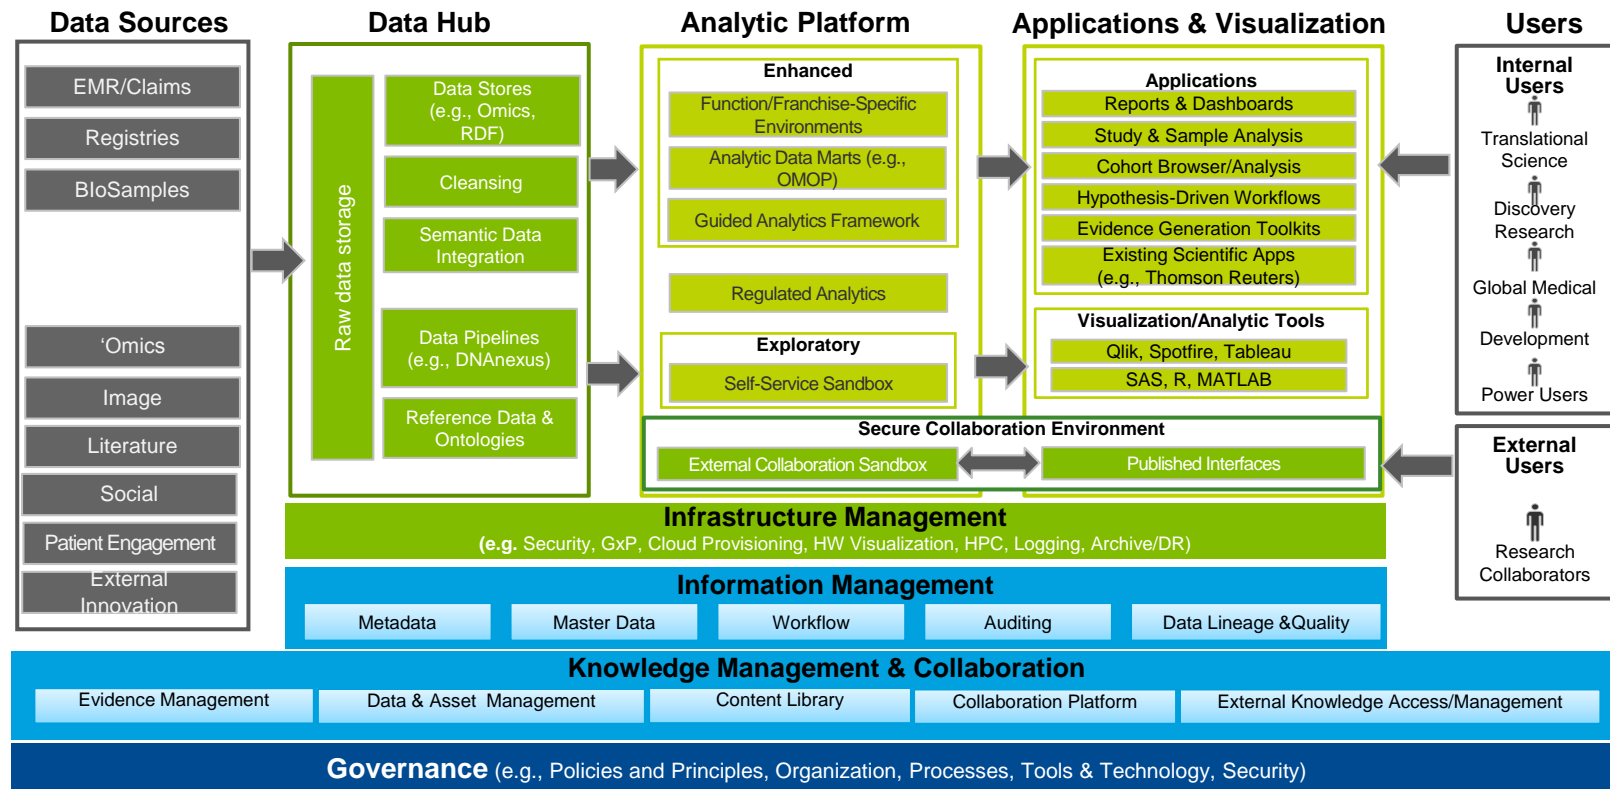 Data Sources
EMR/Claims
Registries
BIoSamples
‘Omics
Image
Literature
Social
Patient Engagement
External
Innovation
Data Hub
Raw data storage
Data Stores
(e.g., Omics,
RDF)
Cleansing
Semantic Data
Integration
Data Pipelines
(e.g., DNAnexus)
Reference Data &
Ontologies
Analytic Platform
Enhanced
Function/Franchise-Specific
Environments
Analytic Data Marts (e.g.,
OMOP)
Guided Analytics Framework
Regulated Analytics
Exploratory
Self-Service Sandbox
Applications & Visualization
Applications
Reports & Dashboards
Study & Sample Analysis
Cohort Browser/Analysis
Hypothesis-Driven Workflows
Evidence Generation Toolkits
Existing Scientific Apps
(e.g., Thomson Reuters)
Visualization/Analytic Tools
Qlik, Spotfire, Tableau
SAS, R, MATLAB
Secure Collaboration Environment
External Collaboration Sandbox
Published Interfaces
Users
Internal
Users
Translational
Science
Discovery
Research
Global Medical
Development
Power Users
External
Users
Research
Collaborators
Infrastructure Management
(e.g. Security, GxP, Cloud Provisioning, HW Visualization, HPC, Logging, Archive/DR)
Information Management
Metadata
Master Data
Workflow
Auditing
Data Lineage &Quality
Knowledge Management & Collaboration
Evidence Management
Data & Asset Management
Content Library
Collaboration Platform
External Knowledge Access/Management
Governance (e.g., Policies and Principles, Organization, Processes, Tools & Technology, Security)